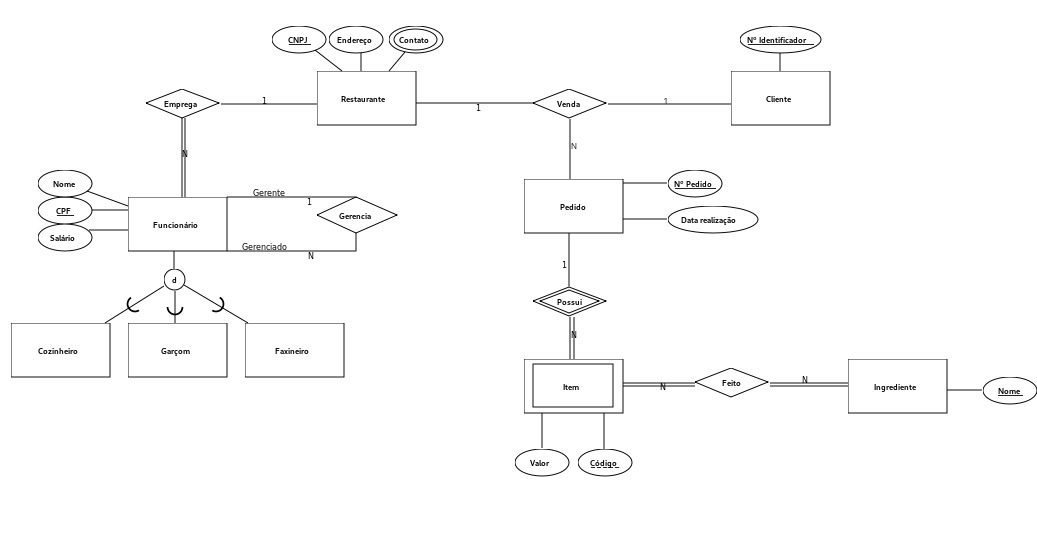 CNPJ
Endereço
Contato
Nº Identificador
Emprega
1
Restaurante
1
Venda
1
Cliente
N
N
Nome
CPF
Salário
Funcionário
Gerente
1
Gerencia
Gerenciado
N
Pedido
Nº Pedido
Data realização
d
1
Possui
N
Cozinheiro
Garçom
Faxineiro
Item
N
Feito
N
Ingrediente
Nome
Valor
Código